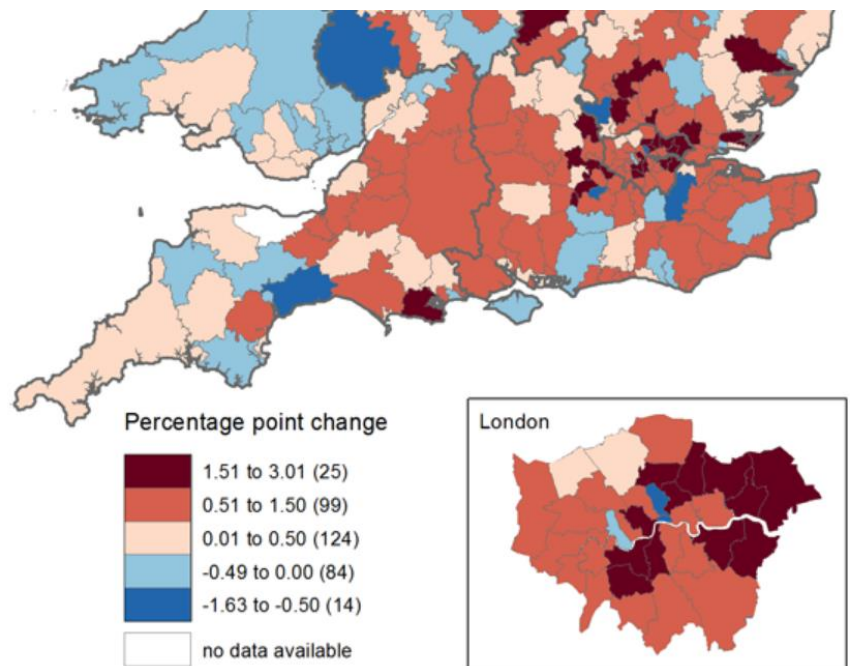 Percentage point change
1.51 to 3.01 (25)
0.51 to 1.50 (99)
0.01 to 0.50 (124)
-0.49 to 0.00 (84)
-1.63 to -0.50 (14)
no data available
London